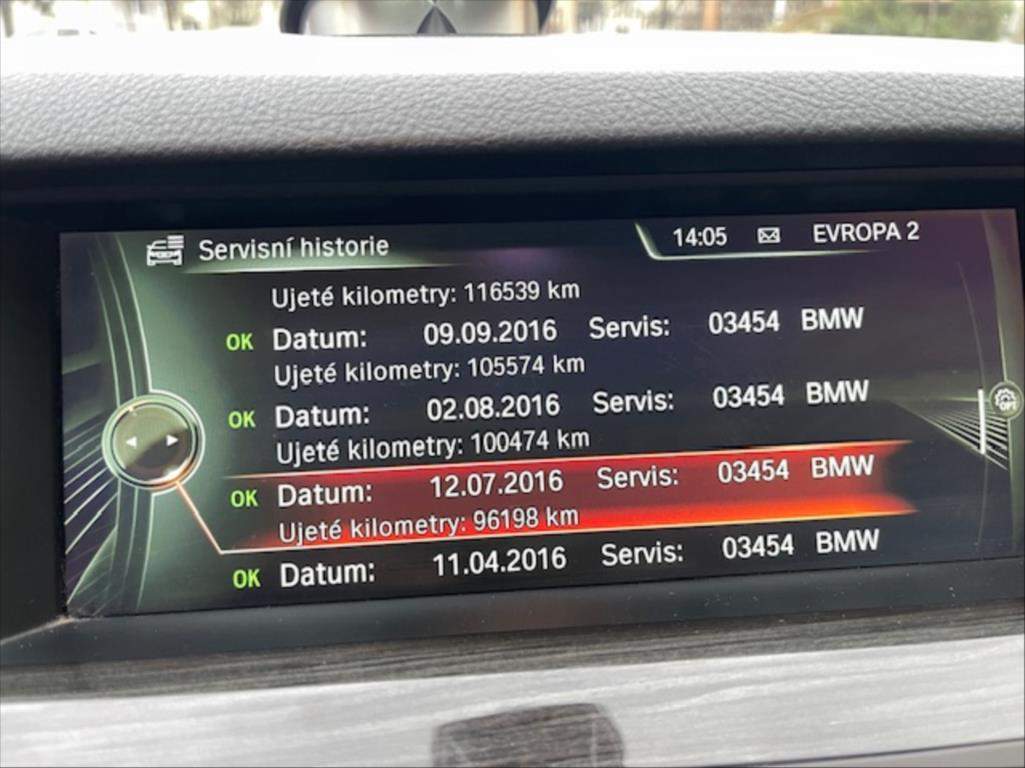 Servisní historie 14:05 EVROPA 2
Ujeté kilometry: 116539 km
OK Datum: 09.09.2016 Servis: 03454 BMW
Ujeté kilometry: 105574 km
OK Datum: 02.08.2016 Servis: 03454 BMW
Ujeté kilometry: 100474 km
OK Datum: 12.07.2016 Servis: 03454 BMW
Ujeté kilometry: 96198 km
OK Datum: 11.04.2016 Servis: 03454 BMW
OPT